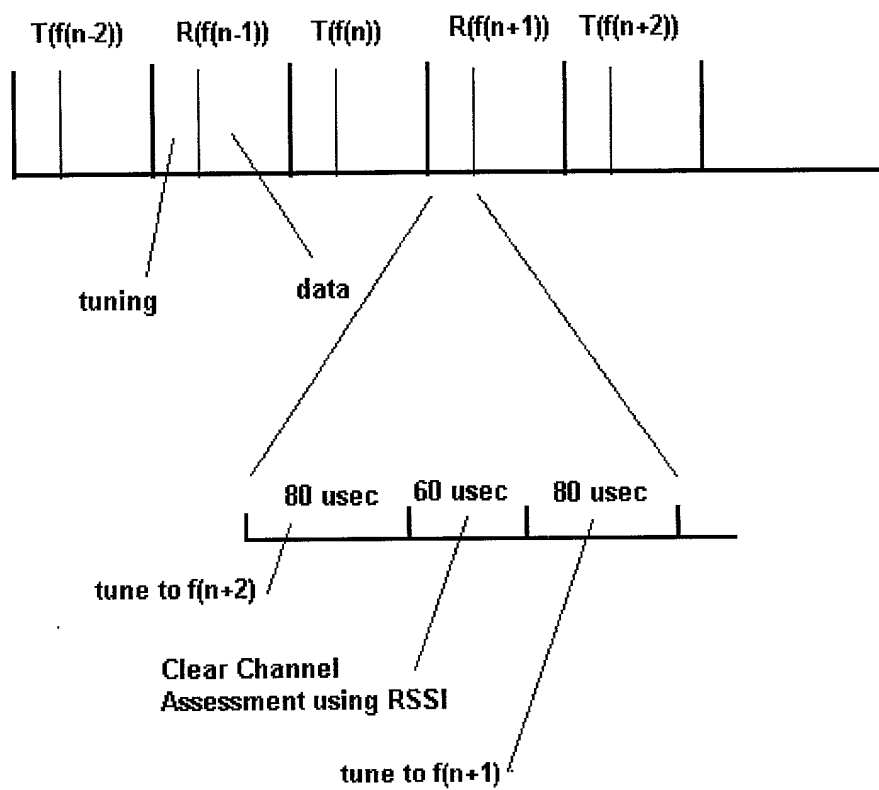 T(f(n-2)) R(f(n-1)) T(f(n)) R(f(n+1)) T(f(n+2))
tuning
data
80 usec 60 usec 80 usec
tune to f(n+2)
Clear Channel
Assessment using RSSI
tune to f(n+1)